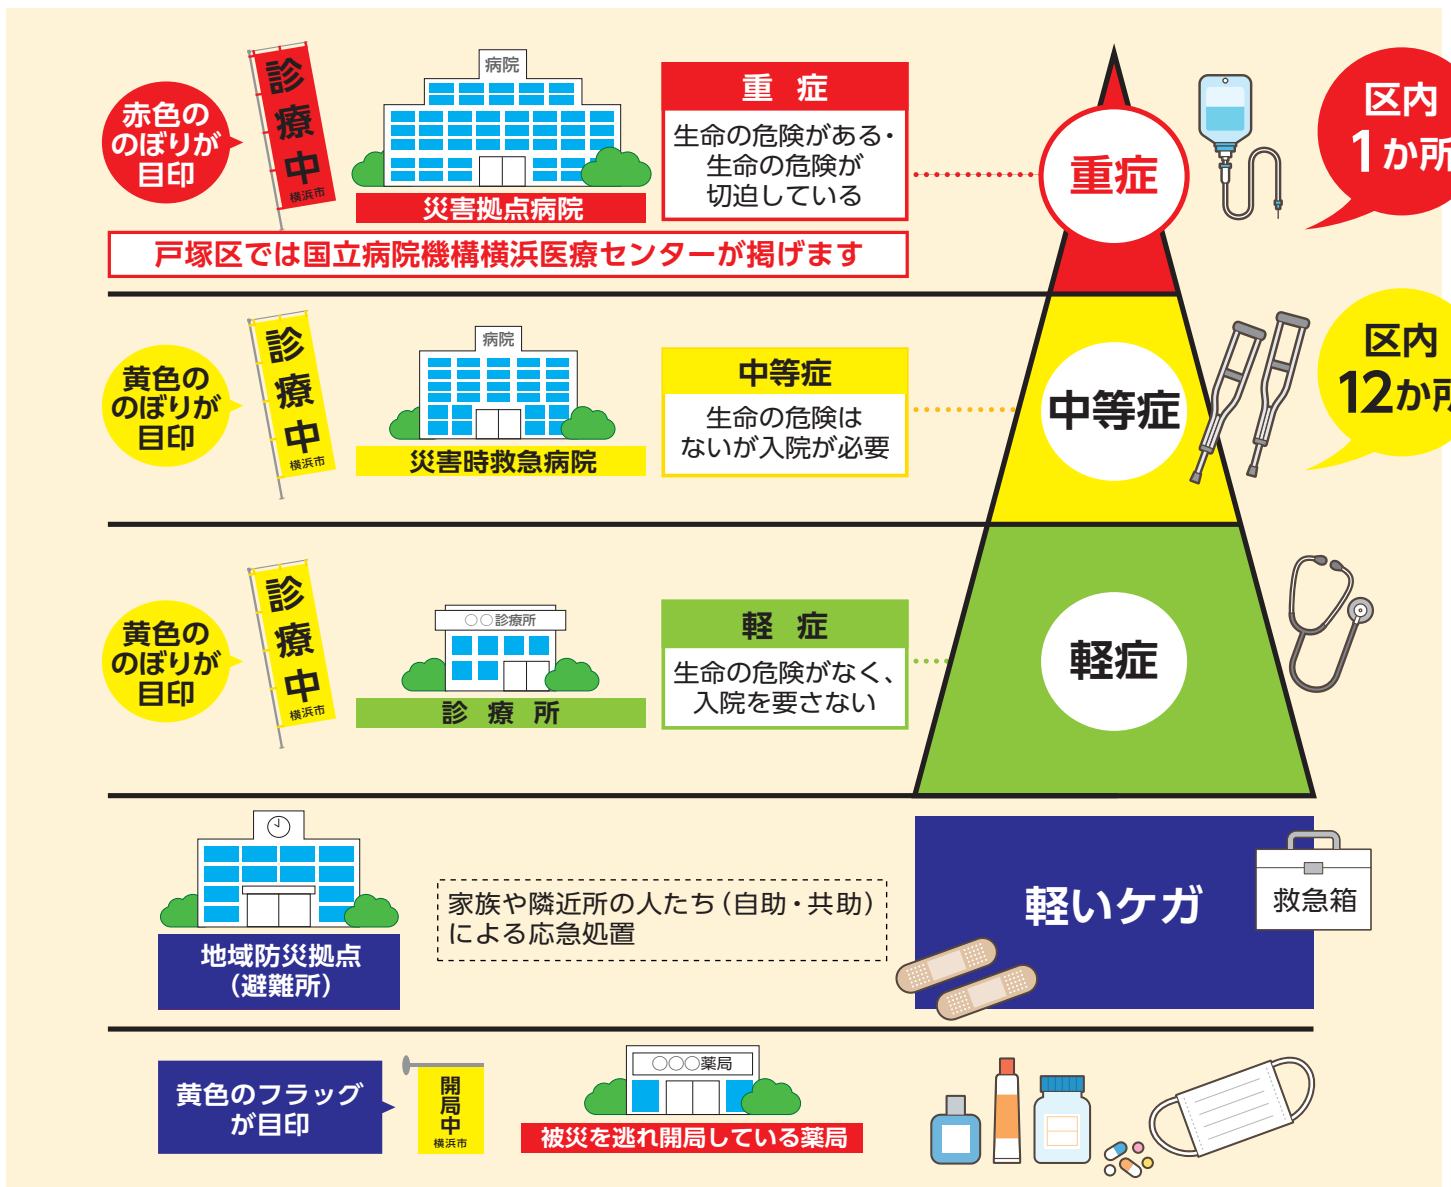 赤色の
のぼりが
目印
診療中
横浜市
病院
災害拠点病院
重 症
生命の危険がある・
生命の危険が
切迫している
重症
区内
1か所
戸塚区では国立病院機構横浜医療センターが掲げます
黄色の
のぼりが
目印
診療中
横浜市
病院
災害時救急病院
中等症
生命の危険は
ないが入院が必要
中等症
区内
12か所
黄色の
のぼりが
目印
診療中
横浜市
○○診療所
診 療 所
軽 症
生命の危険がなく、
入院を要さない
軽症
地域防災拠点
(避難所)
家族や隣近所の人たち(自助・共助)
による応急処置
軽いケガ
救急箱
黄色のフラッグ
が目印
開局中
横浜市
○○○薬局
被災を逃れ開局している薬局